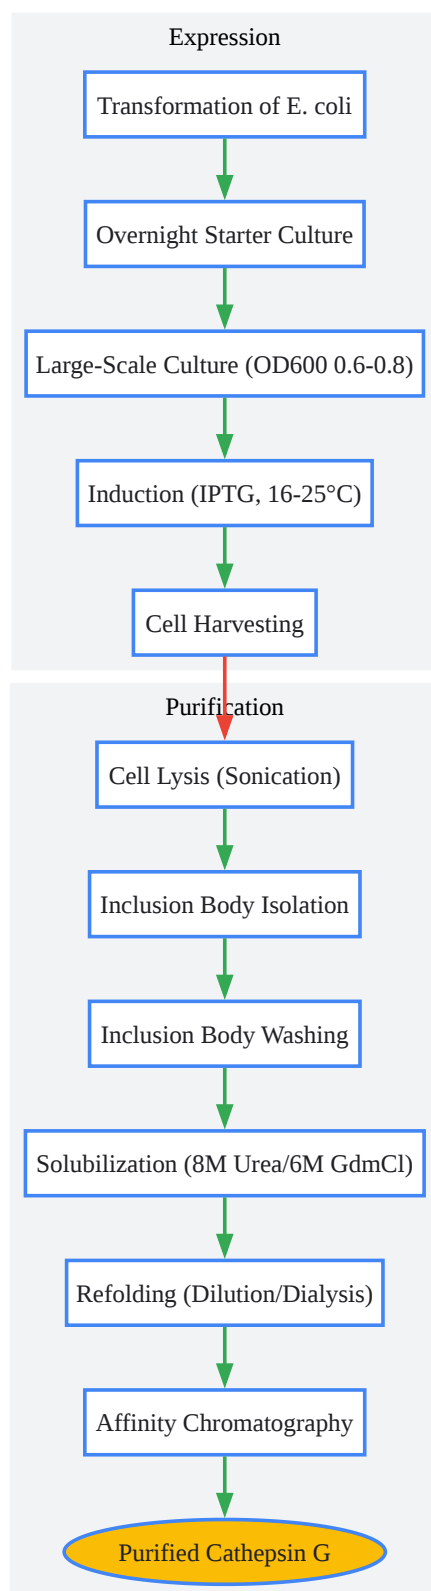 Expression
Transformation of E. coli
Overnight Starter Culture
Large-Scale Culture (OD600 0.6-0.8)
Induction (IPTG, 16-25°C)
Cell Harvesting
Purification
Cell Lysis (Sonication)
Inclusion Body Isolation
Inclusion Body Washing
Solubilization (8M Urea/6M GdmCl)
Refolding (Dilution/Dialysis)
Affinity Chromatography
Purified Cathepsin G